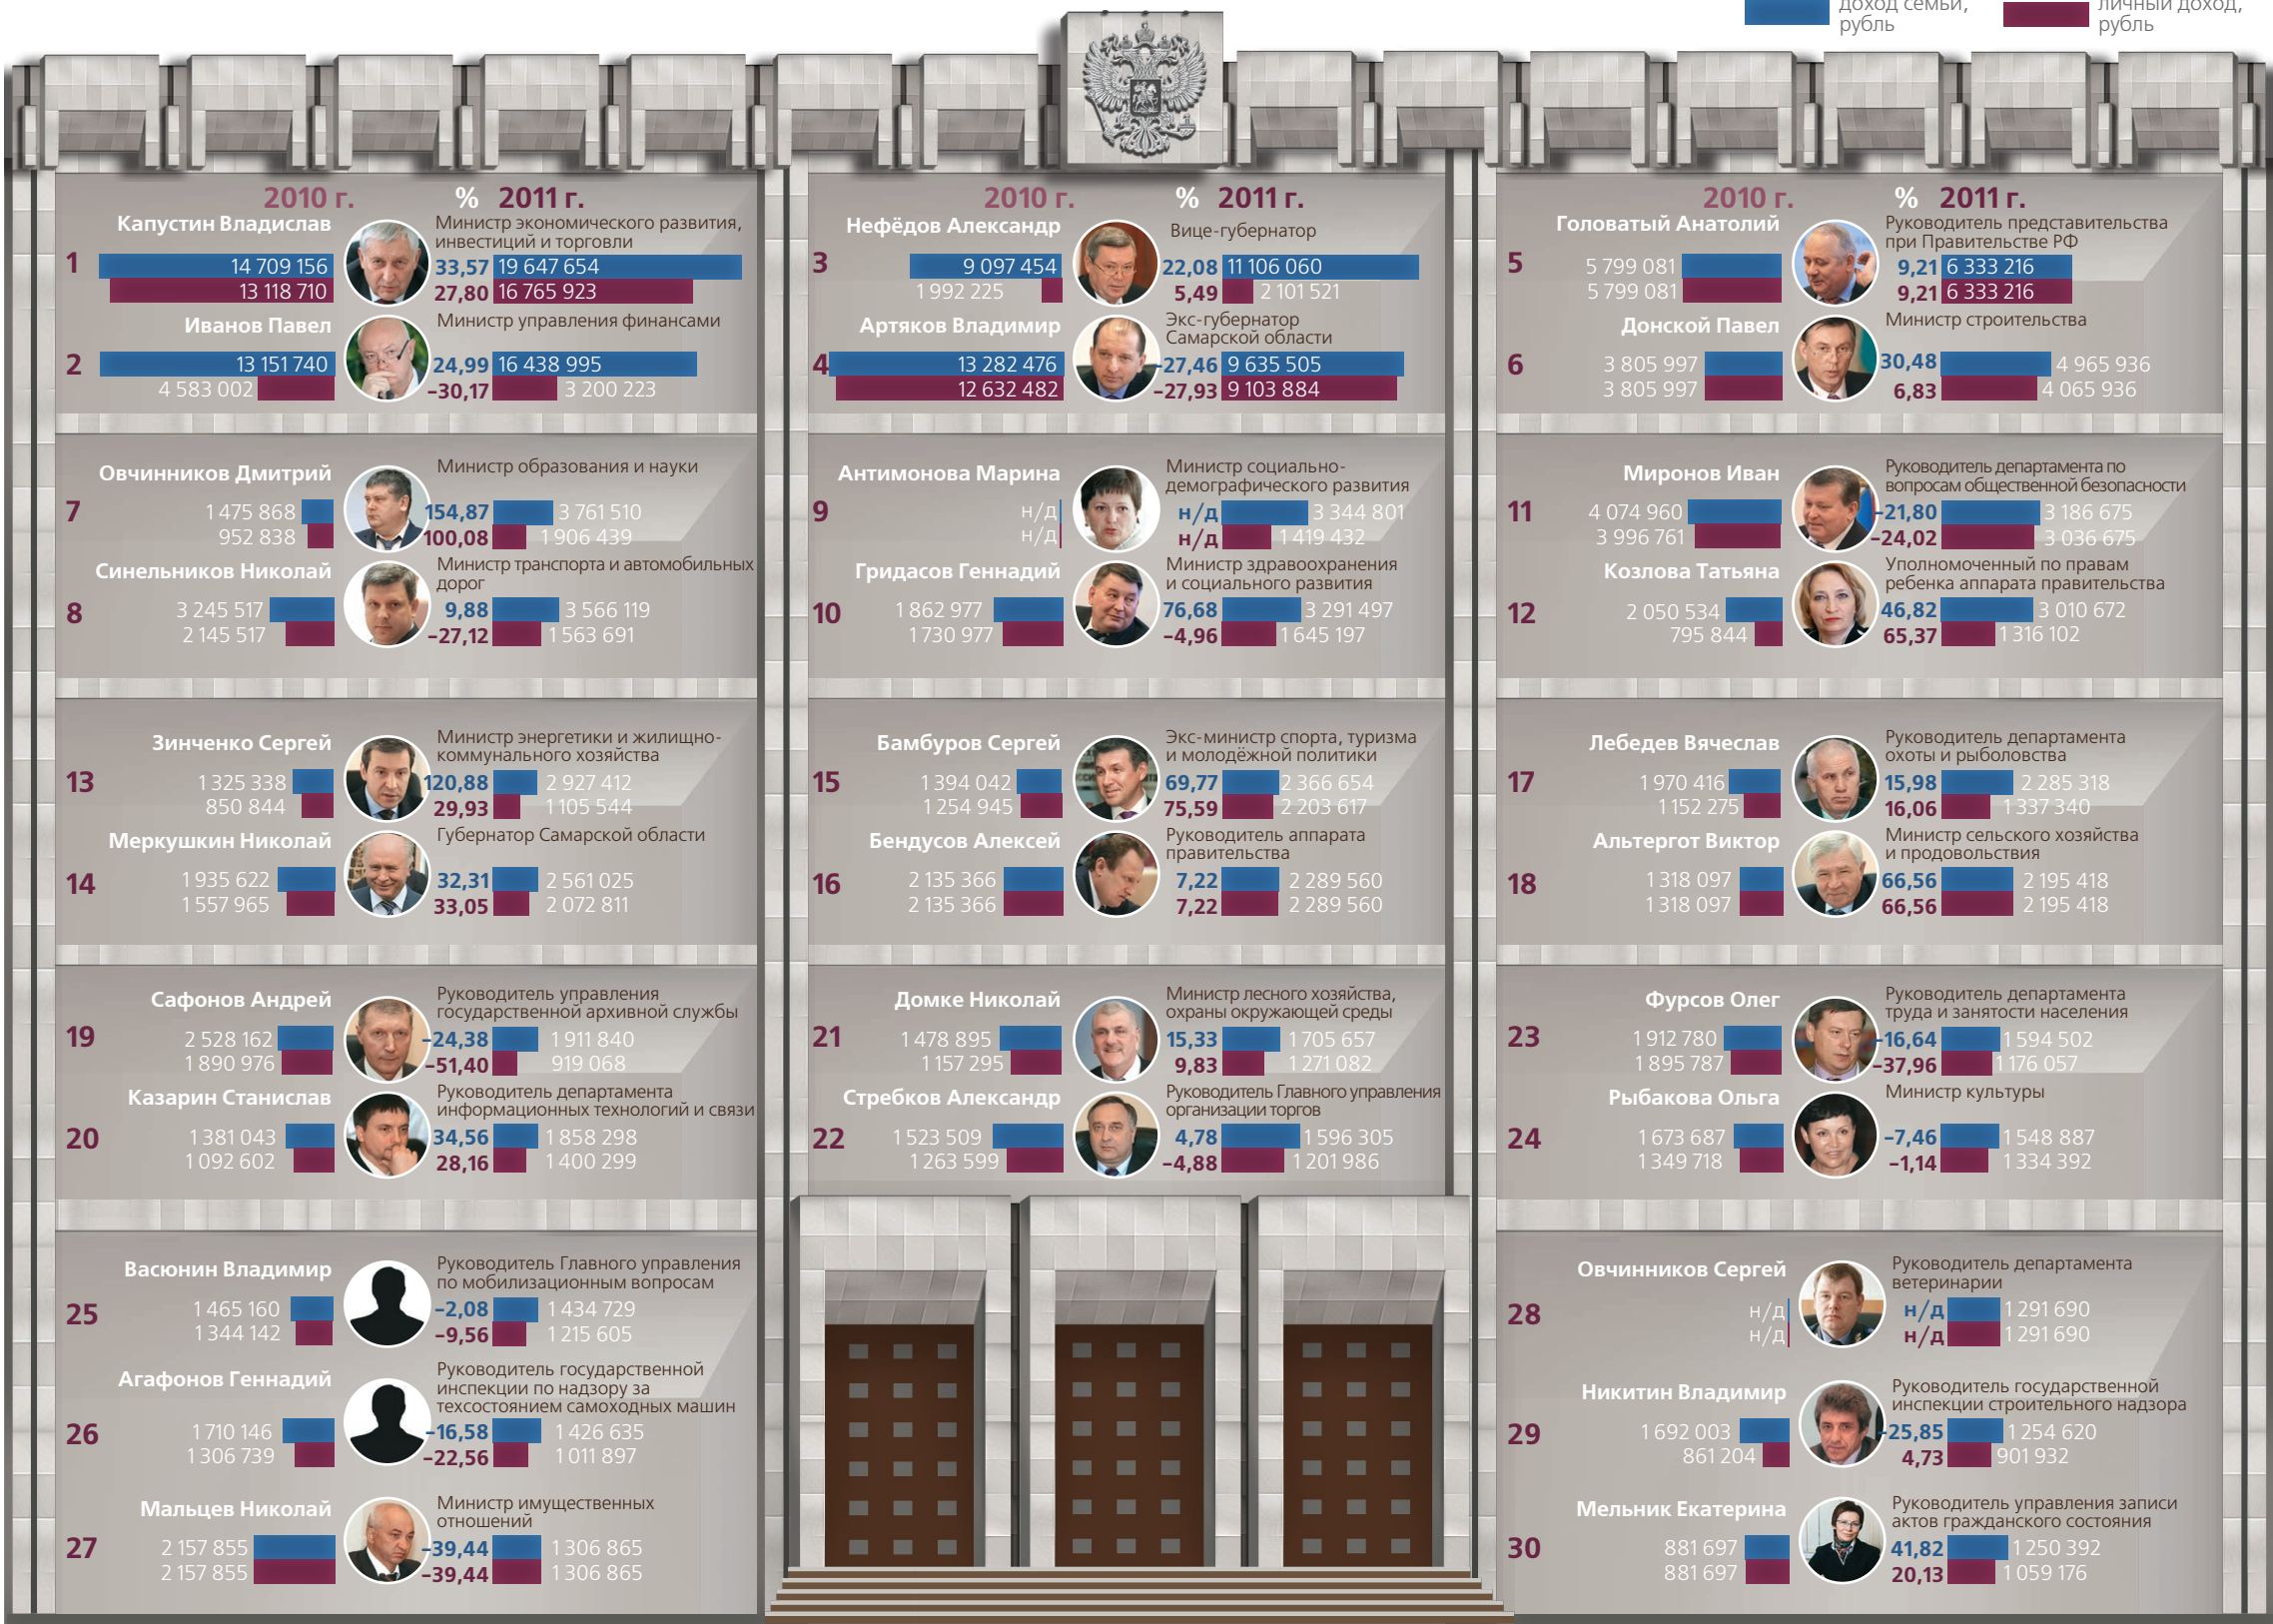 доход семьи,
рубль
личный доход,
рубль
2010 г. % 2011 г.
Капустин Владислав
Министр экономического развития,
инвестиций и торговли
1
14 709 156 33,57 19 647 654
13 118 710 27,80 16 765 923
Иванов Павел
Министр управления финансами
2
13 151 740 24,99 16 438 995
4 583 002 –30,17 3 200 223
2010 г. % 2011 г.
Нефёдов Александр
Вице-губернатор
3
9 097 454 22,08 11 106 060
1 992 225 5,49 2 101 521
Артяков Владимир
Экс-губернатор
Самарской области
4
13 282 476 –27,46 9 635 505
12 632 482 –27,93 9 103 884
2010 г. % 2011 г.
Головатый Анатолий
Руководитель представительства
при Правительстве РФ
5
5 799 081 9,21 6 333 216
5 799 081 9,21 6 333 216
Донской Павел
Министр строительства
6
3 805 997 30,48 4 965 936
3 805 997 6,83 4 065 936
Овчинников Дмитрий
Министр образования и науки
7
1 475 868 154,87 3 761 510
952 838 100,08 1 906 439
Синельников Николай
Министр транспорта и автомобильных
дорог
8
3 245 517 9,88 3 566 119
2 145 517 –27,12 1 563 691
Антимонова Марина
Министр социально-
демографического развития
9
н/д н/д 3 344 801
н/д н/д 1 419 432
Гридасов Геннадий
Министр здравоохранения
и социального развития
10
1 862 977 76,68 3 291 497
1 730 977 –4,96 1 645 197
Миронов Иван
Руководитель департамента по
вопросам общественной безопасности
11
4 074 960 –21,80 3 186 675
3 996 761 –24,02 3 036 675
Козлова Татьяна
Уполномоченный по правам
ребенка аппарата правительства
12
2 050 534 46,82 3 010 672
795 844 65,37 1 316 102
Зинченко Сергей
Министр энергетики и жилищно-
коммунального хозяйства
13
1 325 338 120,88 2 927 412
850 844 29,93 1 105 544
Меркушкин Николай
Губернатор Самарской области
14
1 935 622 32,31 2 561 025
1 557 965 33,05 2 072 811
Бамбуров Сергей
Экс-министр спорта, туризма
и молодёжной политики
15
1 394 042 69,77 2 366 654
1 254 945 75,59 2 203 617
Бендусов Алексей
Руководитель аппарата
правительства
16
2 135 366 7,22 2 289 560
2 135 366 7,22 2 289 560
Лебедев Вячеслав
Руководитель департамента
охоты и рыболовства
17
1 970 416 15,98 2 285 318
1 152 275 16,06 1 337 340
Альтергот Виктор
Министр сельского хозяйства
и продовольствия
18
1 318 097 66,56 2 195 418
1 318 097 66,56 2 195 418
Сафонов Андрей
Руководитель управления
государственной архивной службы
19
2 528 162 –24,38 1 911 840
1 890 976 –51,40 919 068
Казарин Станислав
Руководитель департамента
информационных технологий и связи
20
1 381 043 34,56 1 858 298
1 092 602 28,16 1 400 299
Домке Николай
Министр лесного хозяйства,
охраны окружающей среды
21
1 478 895 15,33 1 705 657
1 157 295 9,83 1 271 082
Стребков Александр
Руководитель Главного управления
организации торгов
22
1 523 509 4,78 1 596 305
1 263 599 –4,88 1 201 986
Фурсов Олег
Руководитель департамента
труда и занятости населения
23
1 912 780 –16,64 1 594 502
1 895 787 –37,96 1 176 057
Рыбакова Ольга
Министр культуры
24
1 673 687 –7,46 1 548 887
1 349 718 –1,14 1 334 392
Васюнин Владимир
Руководитель Главного управления
по мобилизационным вопросам
25
1 465 160 –2,08 1 434 729
1 344 142 –9,56 1 215 605
Агафонов Геннадий
Руководитель государственной
инспекции по надзору за
техсостоянием самоходных машин
26
1 710 146 –16,58 1 426 635
1 306 739 –22,56 1 011 897
Мальцев Николай
Министр имущественных
отношений
27
2 157 855 –39,44 1 306 865
2 157 855 –39,44 1 306 865
Овчинников Сергей
Руководитель департамента
ветеринарии
28
н/д н/д 1 291 690
н/д н/д 1 291 690
Никитин Владимир
Руководитель государственной
инспекции строительного надзора
29
1 692 003 –25,85 1 254 620
861 204 4,73 901 932
Мельник Екатерина
Руководитель управления записи
актов гражданского состояния
30
881 697 41,82 1 250 392
881 697 20,13 1 059 176